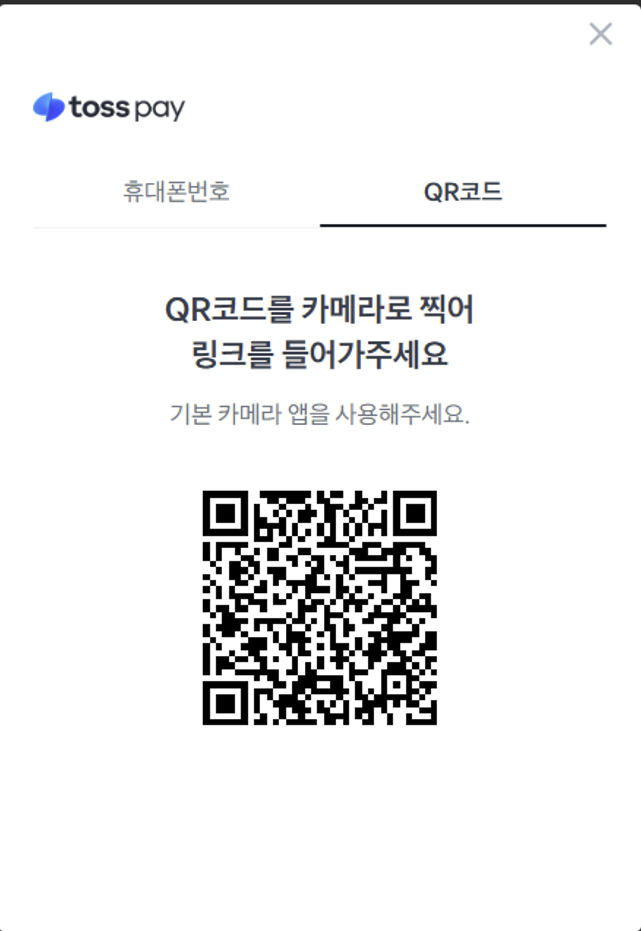 toss pay
휴대폰번호
QR코드
QR코드를 카메라로 찍어
링크를 들어가주세요
기본 카메라 앱을 사용해주세요.